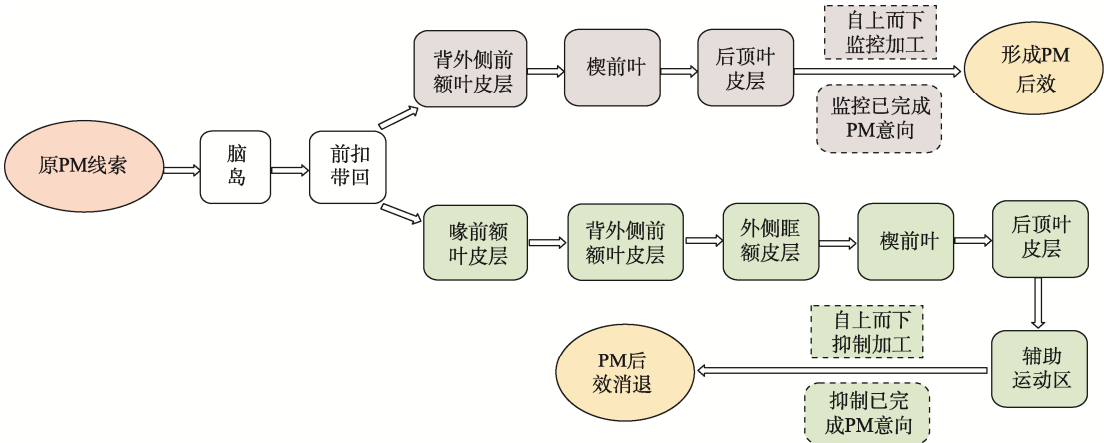 原PM线索
脑
岛
前扣
带回
背外侧前
额叶皮层
楔前叶
后顶叶
皮层
自上而下
监控加工
监控已完成
PM意向
形成PM
后效
喙前额
叶皮层
背外侧前
额叶皮层
外侧眶
额皮层
楔前叶
后顶叶
皮层
辅助
运动区
自上而下
抑制加工
抑制已完
成PM意向
PM后
效消退